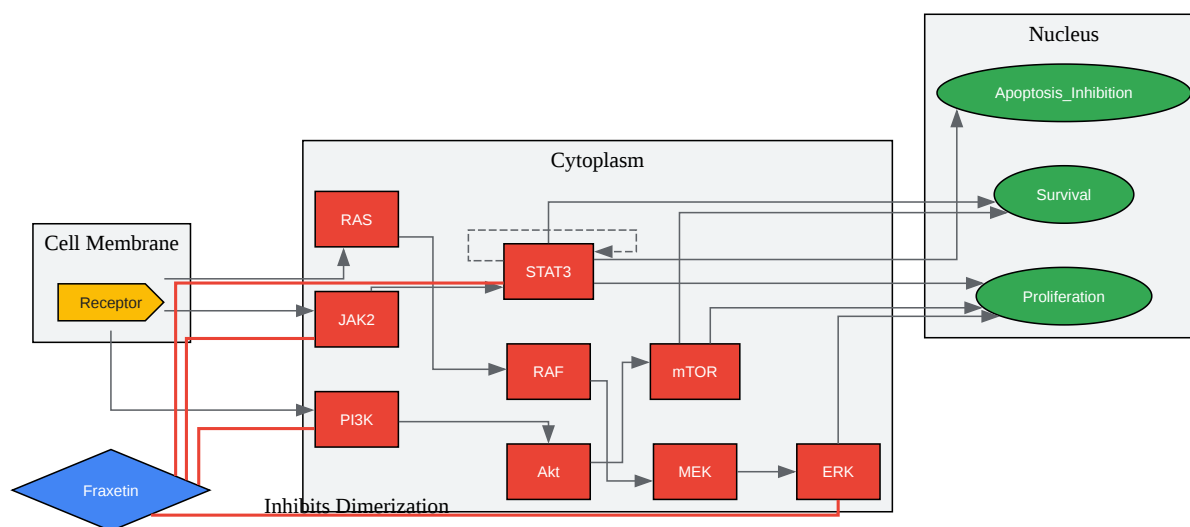 Nucleus
Apoptosis_Inhibition
Survival
Proliferation
Cytoplasm
RAS
STAT3
JAK2
RAF
mTOR
PI3K
Akt
MEK
ERK
Cell Membrane
Receptor
Fraxetin
Inhibits Dimerization